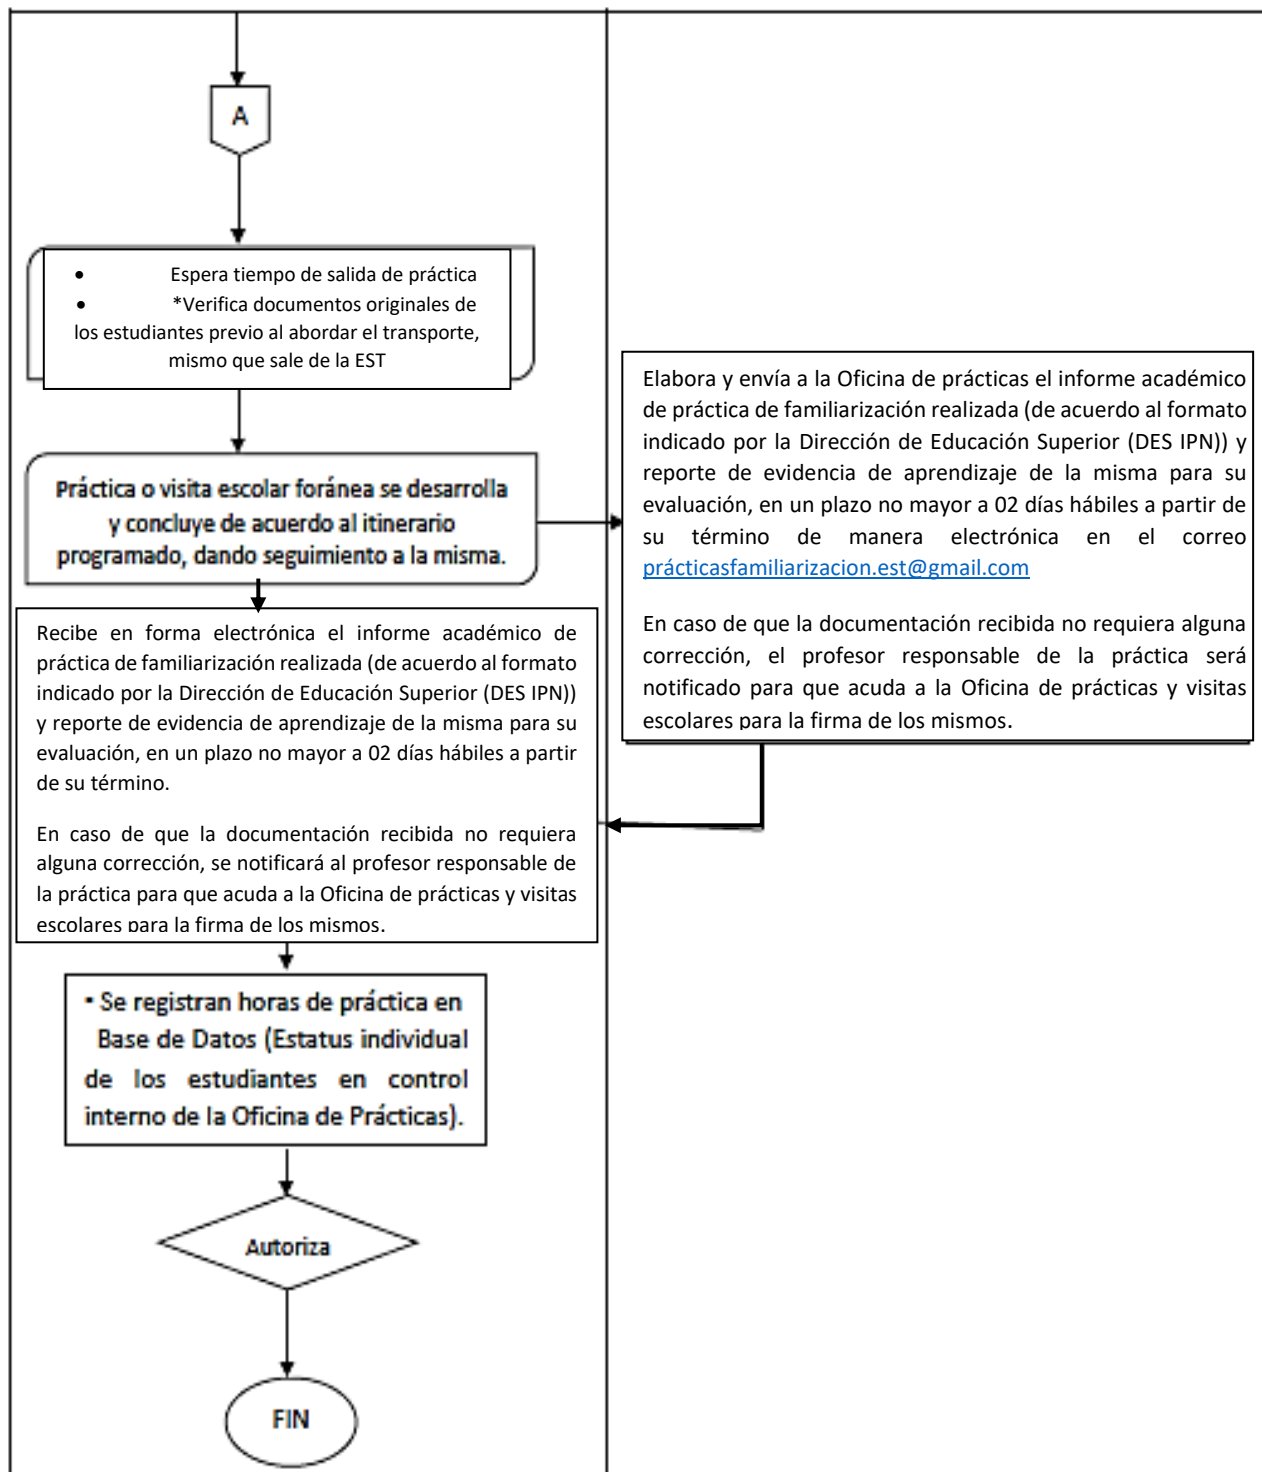 A
• Espera tiempo de salida de práctica
• *Verifica documentos originales de
los estudiantes previo al abordar el transporte,
mismo que sale de la EST
Práctica o visita escolar foránea se desarrolla
y concluye de acuerdo al itinerario
programado, dando seguimiento a la misma.
Elabora y envía a la Oficina de prácticas el informe académico
de práctica de familiarización realizada (de acuerdo al formato
indicado por la Dirección de Educación Superior (DES IPN)) y
reporte de evidencia de aprendizaje de la misma para su
evaluación, en un plazo no mayor a 02 días hábiles a partir de
su término de manera electrónica en el correo
prácticasfamiliarizacion.est@gmail.com
En caso de que la documentación recibida no requiera alguna
corrección, el profesor responsable de la práctica será
notificado para que acuda a la Oficina de prácticas y visitas
escolares para la firma de los mismos.
Recibe en forma electrónica el informe académico de
práctica de familiarización realizada (de acuerdo al formato
indicado por la Dirección de Educación Superior (DES IPN))
y reporte de evidencia de aprendizaje de la misma para su
evaluación, en un plazo no mayor a 02 días hábiles a partir
de su término.
En caso de que la documentación recibida no requiera
alguna corrección, se notificará al profesor responsable de
la práctica para que acuda a la Oficina de prácticas y visitas
escolares para la firma de los mismos.
• Se registran horas de práctica en
Base de Datos (Estatus individual
de los estudiantes en control
interno de la Oficina de Prácticas).
Autoriza
FIN